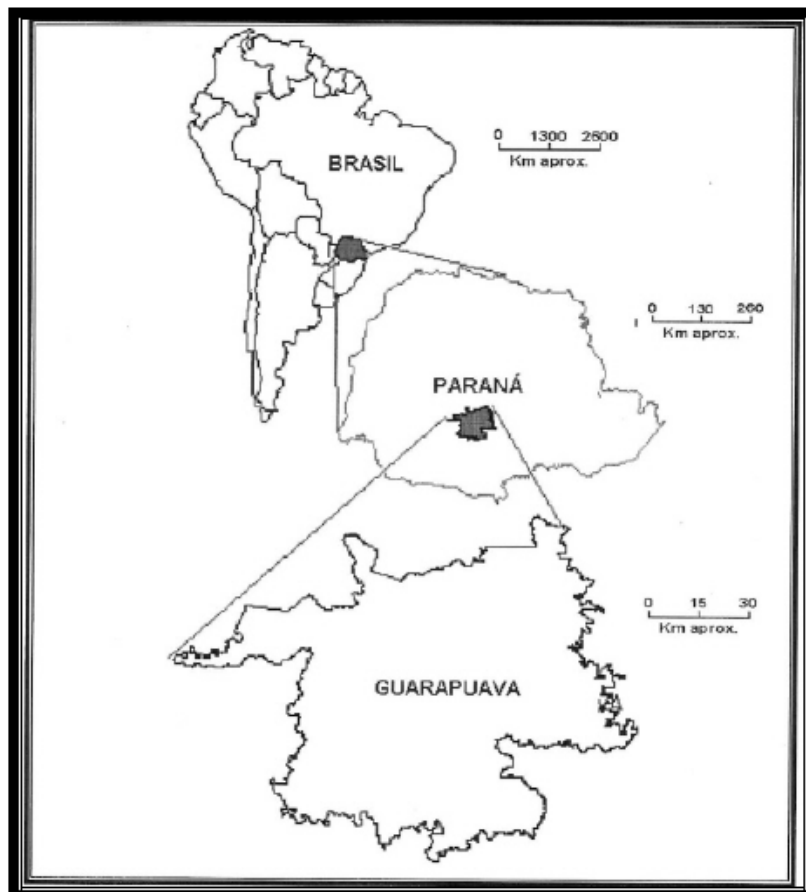 BRASIL
0 1300 2600
Km aprox.
0 130 260
Km aprox.
PARANÁ
0 15 30
Km aprox.
GUARAPUAVA